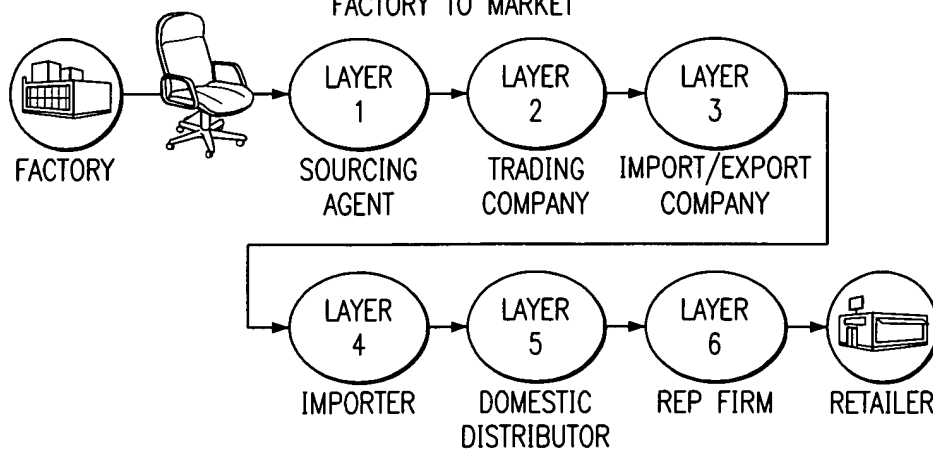 FACTORY TO MARKET
LAYER
1
LAYER
2
LAYER
3
FACTORY
SOURCING
AGENT
TRADING
COMPANY
IMPORT/EXPORT
COMPANY
LAYER
4
LAYER
5
LAYER
6
IMPORTER
DOMESTIC
DISTRIBUTOR
REP FIRM
RETAILER